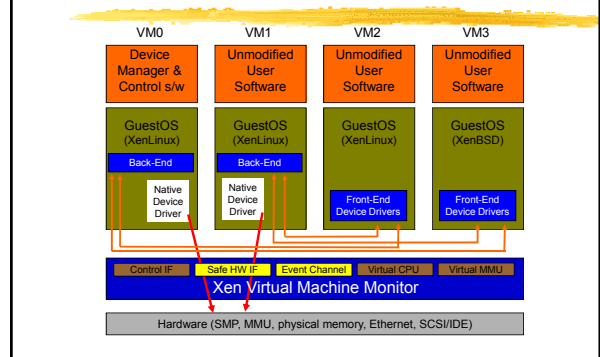 VM0
VM1
VM2
VM3
Device
Manager &
Control s/w
Unmodified
User
Software
Unmodified
User
Software
Unmodified
User
Software
GuestOS
(XenLinux)
GuestOS
(XenLinux)
GuestOS
(XenLinux)
GuestOS
(XenBSD)
Back-End
Back-End
Native
Device
Driver
Native
Device
Driver
Front-End
Device Drivers
Front-End
Device Drivers
Control IF
Safe HW IF
Event Channel
Virtual CPU
Virtual MMU
Xen Virtual Machine Monitor
Hardware (SMP, MMU, physical memory, Ethernet, SCSI/IDE)